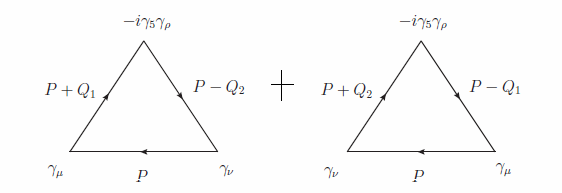 −iγ₅γρ −iγ₅γρ
P + Q₁ P − Q₂ + P + Q₂ P − Q₁
γμ P γν γν P γμ